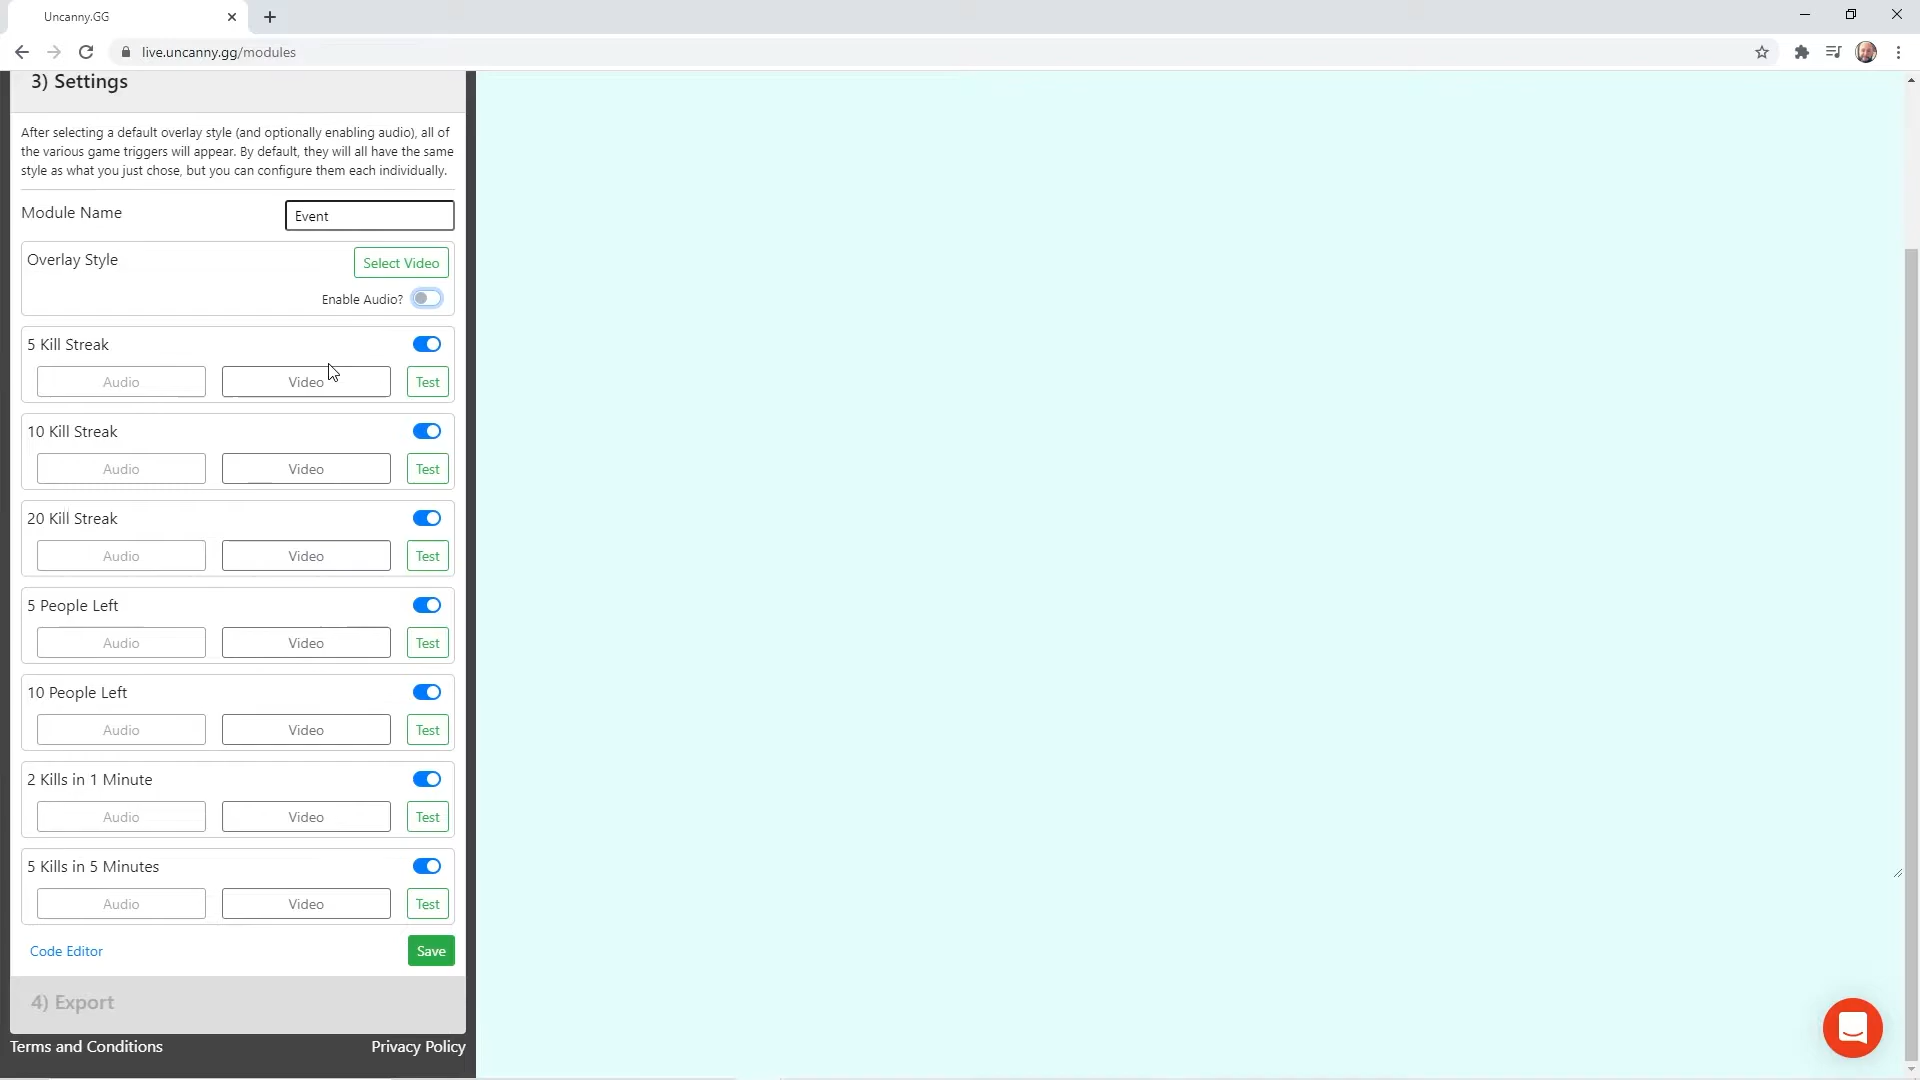 Uncanny.GG
live.uncanny.gg/modules
3) Settings
After selecting a default overlay style (and optionally enabling audio), all of
the various game triggers will appear. By default, they will all have the same
style as what you just chose, but you can configure them each individually.
Module Name
Event
Overlay Style
Select Video
Enable Audio?
5 Kill Streak
Audio Video Test
10 Kill Streak
Audio Video Test
20 Kill Streak
Audio Video Test
5 People Left
Audio Video Test
10 People Left
Audio Video Test
2 Kills in 1 Minute
Audio Video Test
5 Kills in 5 Minutes
Audio Video Test
Code Editor Save
4) Export
Terms and Conditions Privacy Policy